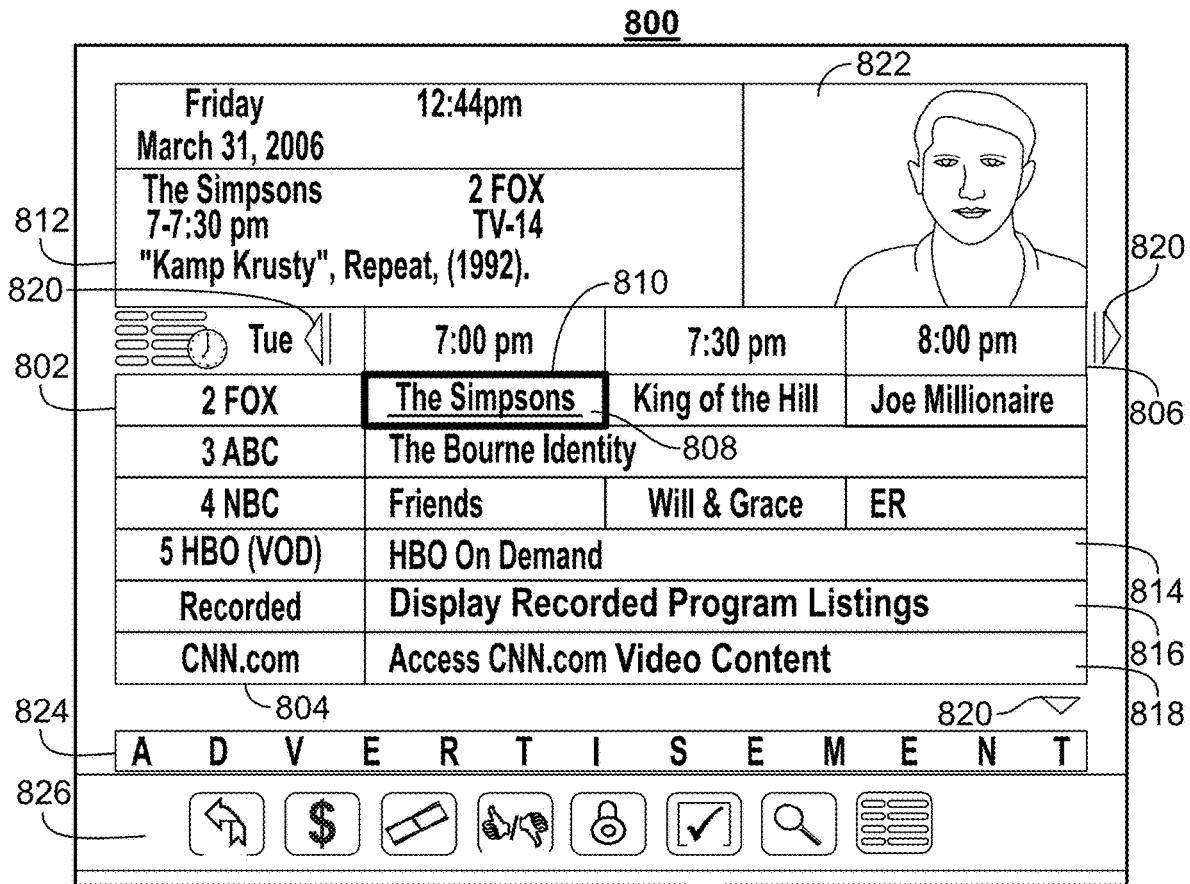 800
822
Friday 12:44pm
March 31, 2006
The Simpsons 2 FOX
812 7-7:30 pm TV-14
"Kamp Krusty", Repeat, (1992).
820 810 820
Tue 7:00 pm 7:30 pm 8:00 pm
802 2 FOX The Simpsons King of the Hill Joe Millionaire 806
3 ABC The Bourne Identity 808
4 NBC Friends Will & Grace ER
5 HBO (VOD) HBO On Demand
814
Recorded Display Recorded Program Listings
816
CNN.com Access CNN.com Video Content
804 820 818
824 A D V E R T I S E M E N T
826 $ /